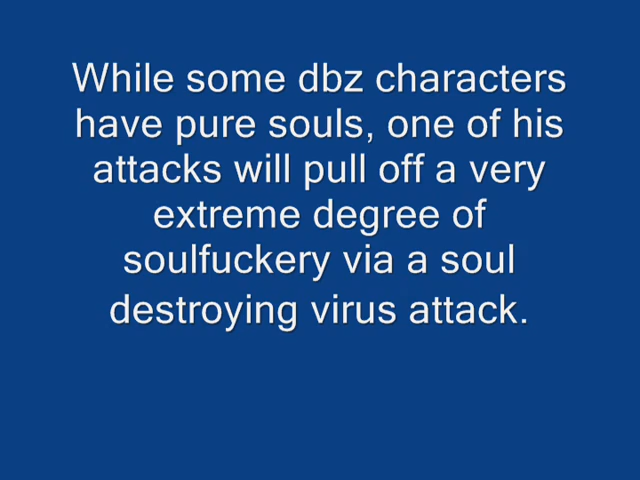 While some dbz characters
have pure souls, one of his
attacks will pull off a very
extreme degree of
soulfuckery via a soul
destroying virus attack.